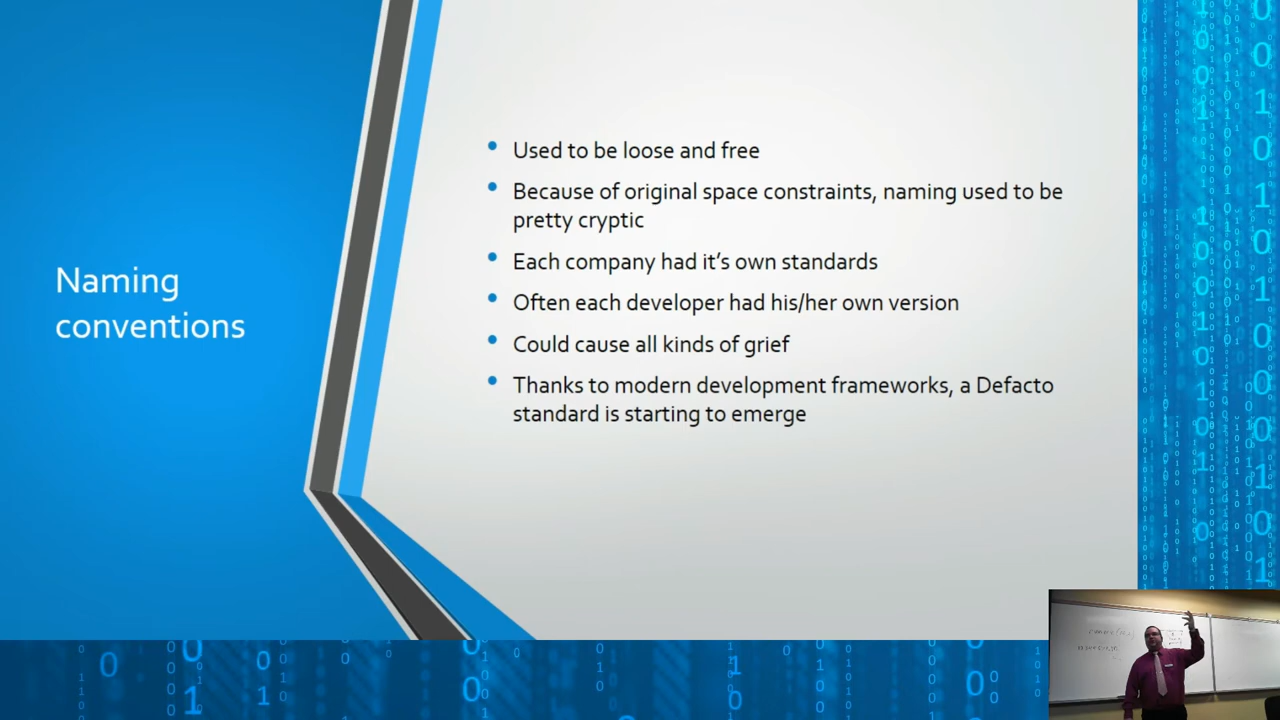 Naming
conventions
Used to be loose and free
Because of original space constraints, naming used to be
pretty cryptic
Each company had it's own standards
Often each developer had his/her own version
Could cause all kinds of grief
Thanks to modern development frameworks, a Defacto
standard is starting to emerge